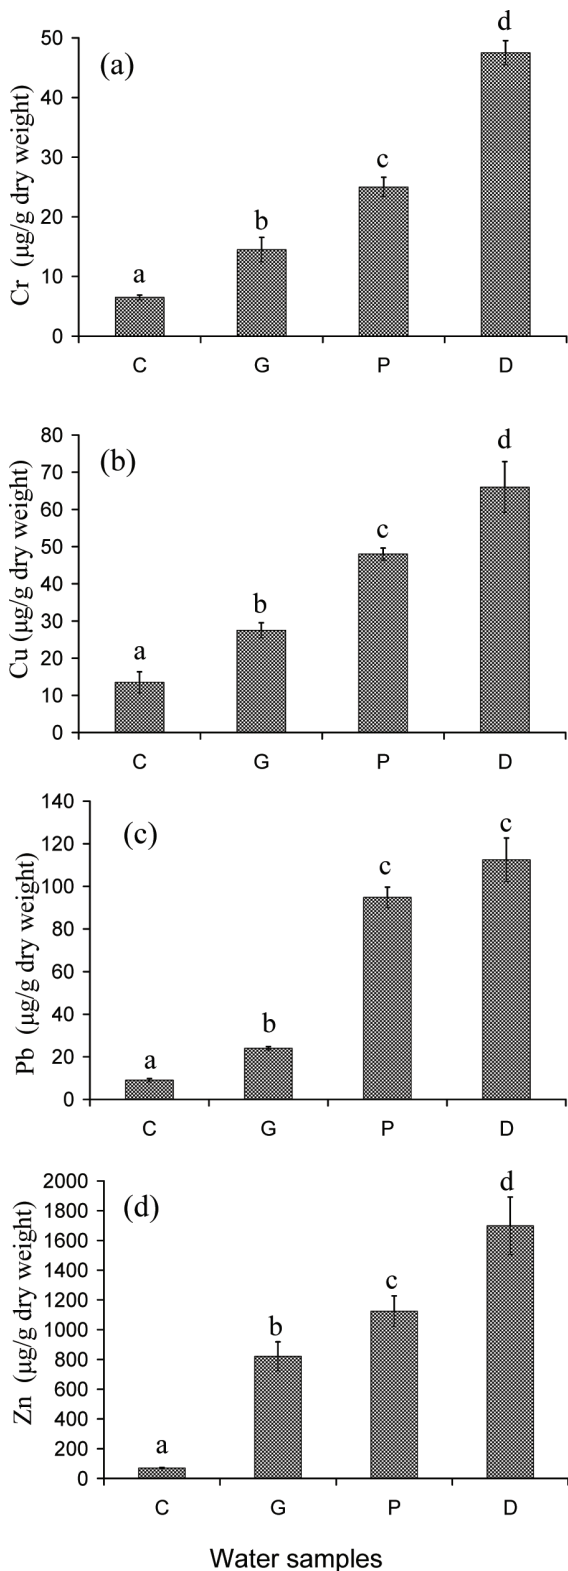 (a)
Cr (µg/g dry weight)
50
40
30
20
10
0
a
b
c
d
C G P D
(b)
Cu (µg/g dry weight)
80
70
60
50
40
30
20
10
0
a
b
c
d
C G P D
(c)
Pb (µg/g dry weight)
140
120
100
80
60
40
20
0
a
b
c
c
C G P D
(d)
Zn (µg/g dry weight)
2000
1800
1600
1400
1200
1000
800
600
400
200
0
a
b
c
d
C G P D
Water samples